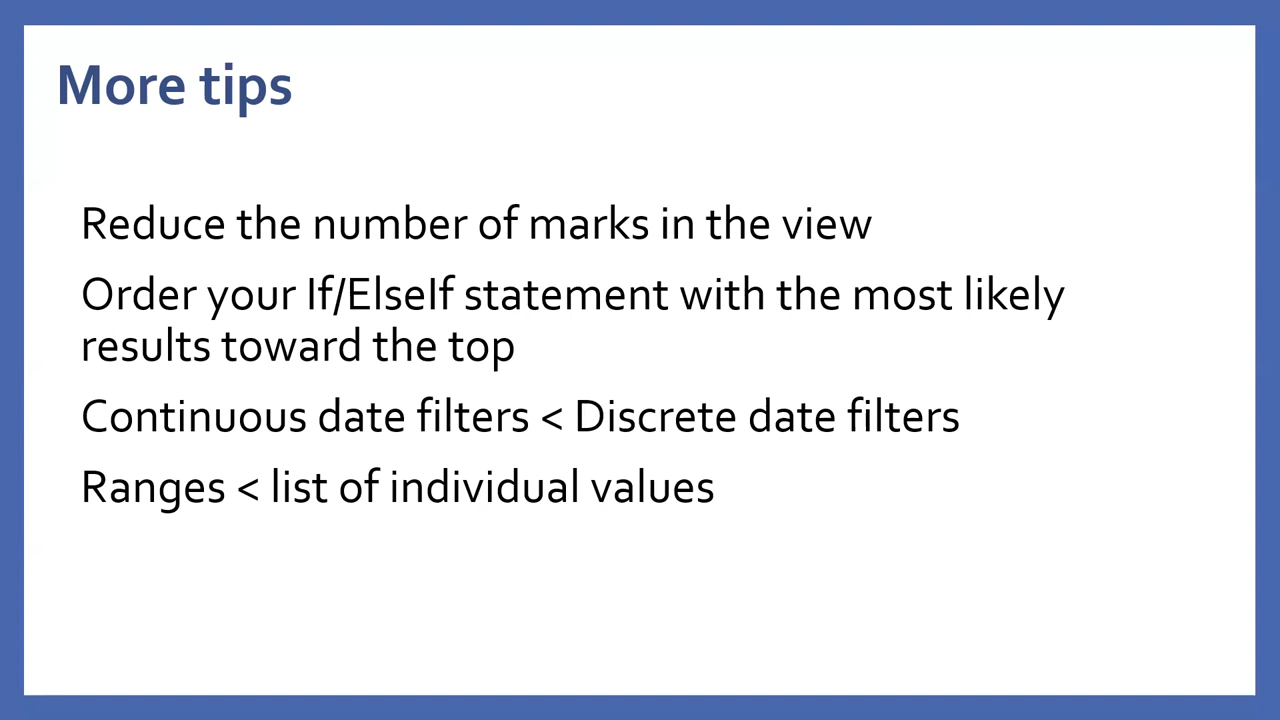 More tips
Reduce the number of marks in the view
Order your If/ElseIf statement with the most likely
results toward the top
Continuous date filters < Discrete date filters
Ranges < list of individual values